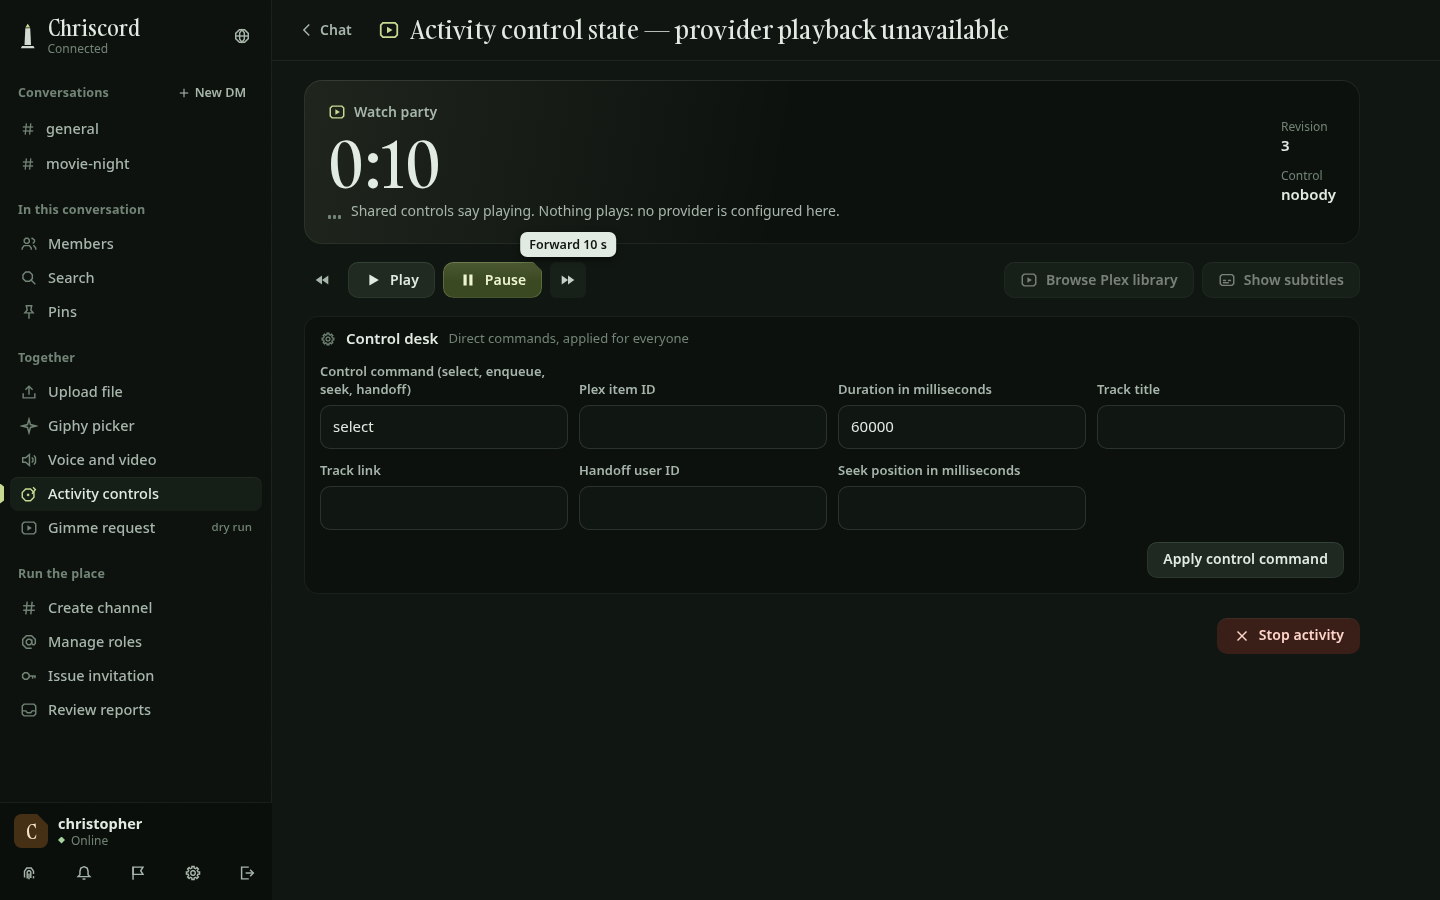 Chriscord
Connected
Conversations
+ New DM
# general
# movie-night
In this conversation
Members
Search
Pins
Together
Upload file
Giphy picker
Voice and video
Activity controls
Gimme request
dry run
Run the place
Create channel
Manage roles
Issue invitation
Review reports
C
christopher
Online
Chat
Activity control state — provider playback unavailable
Watch party
0:10
Shared controls say playing. Nothing plays: no provider is configured here.
Revision
3
Control
nobody
Forward 10 s
Play
Pause
Browse Plex library
Show subtitles
Control desk
Direct commands, applied for everyone
Control command (select, enqueue,
seek, handoff)
Plex item ID
Duration in milliseconds
Track title
select
60000
Track link
Handoff user ID
Seek position in milliseconds
Apply control command
Stop activity